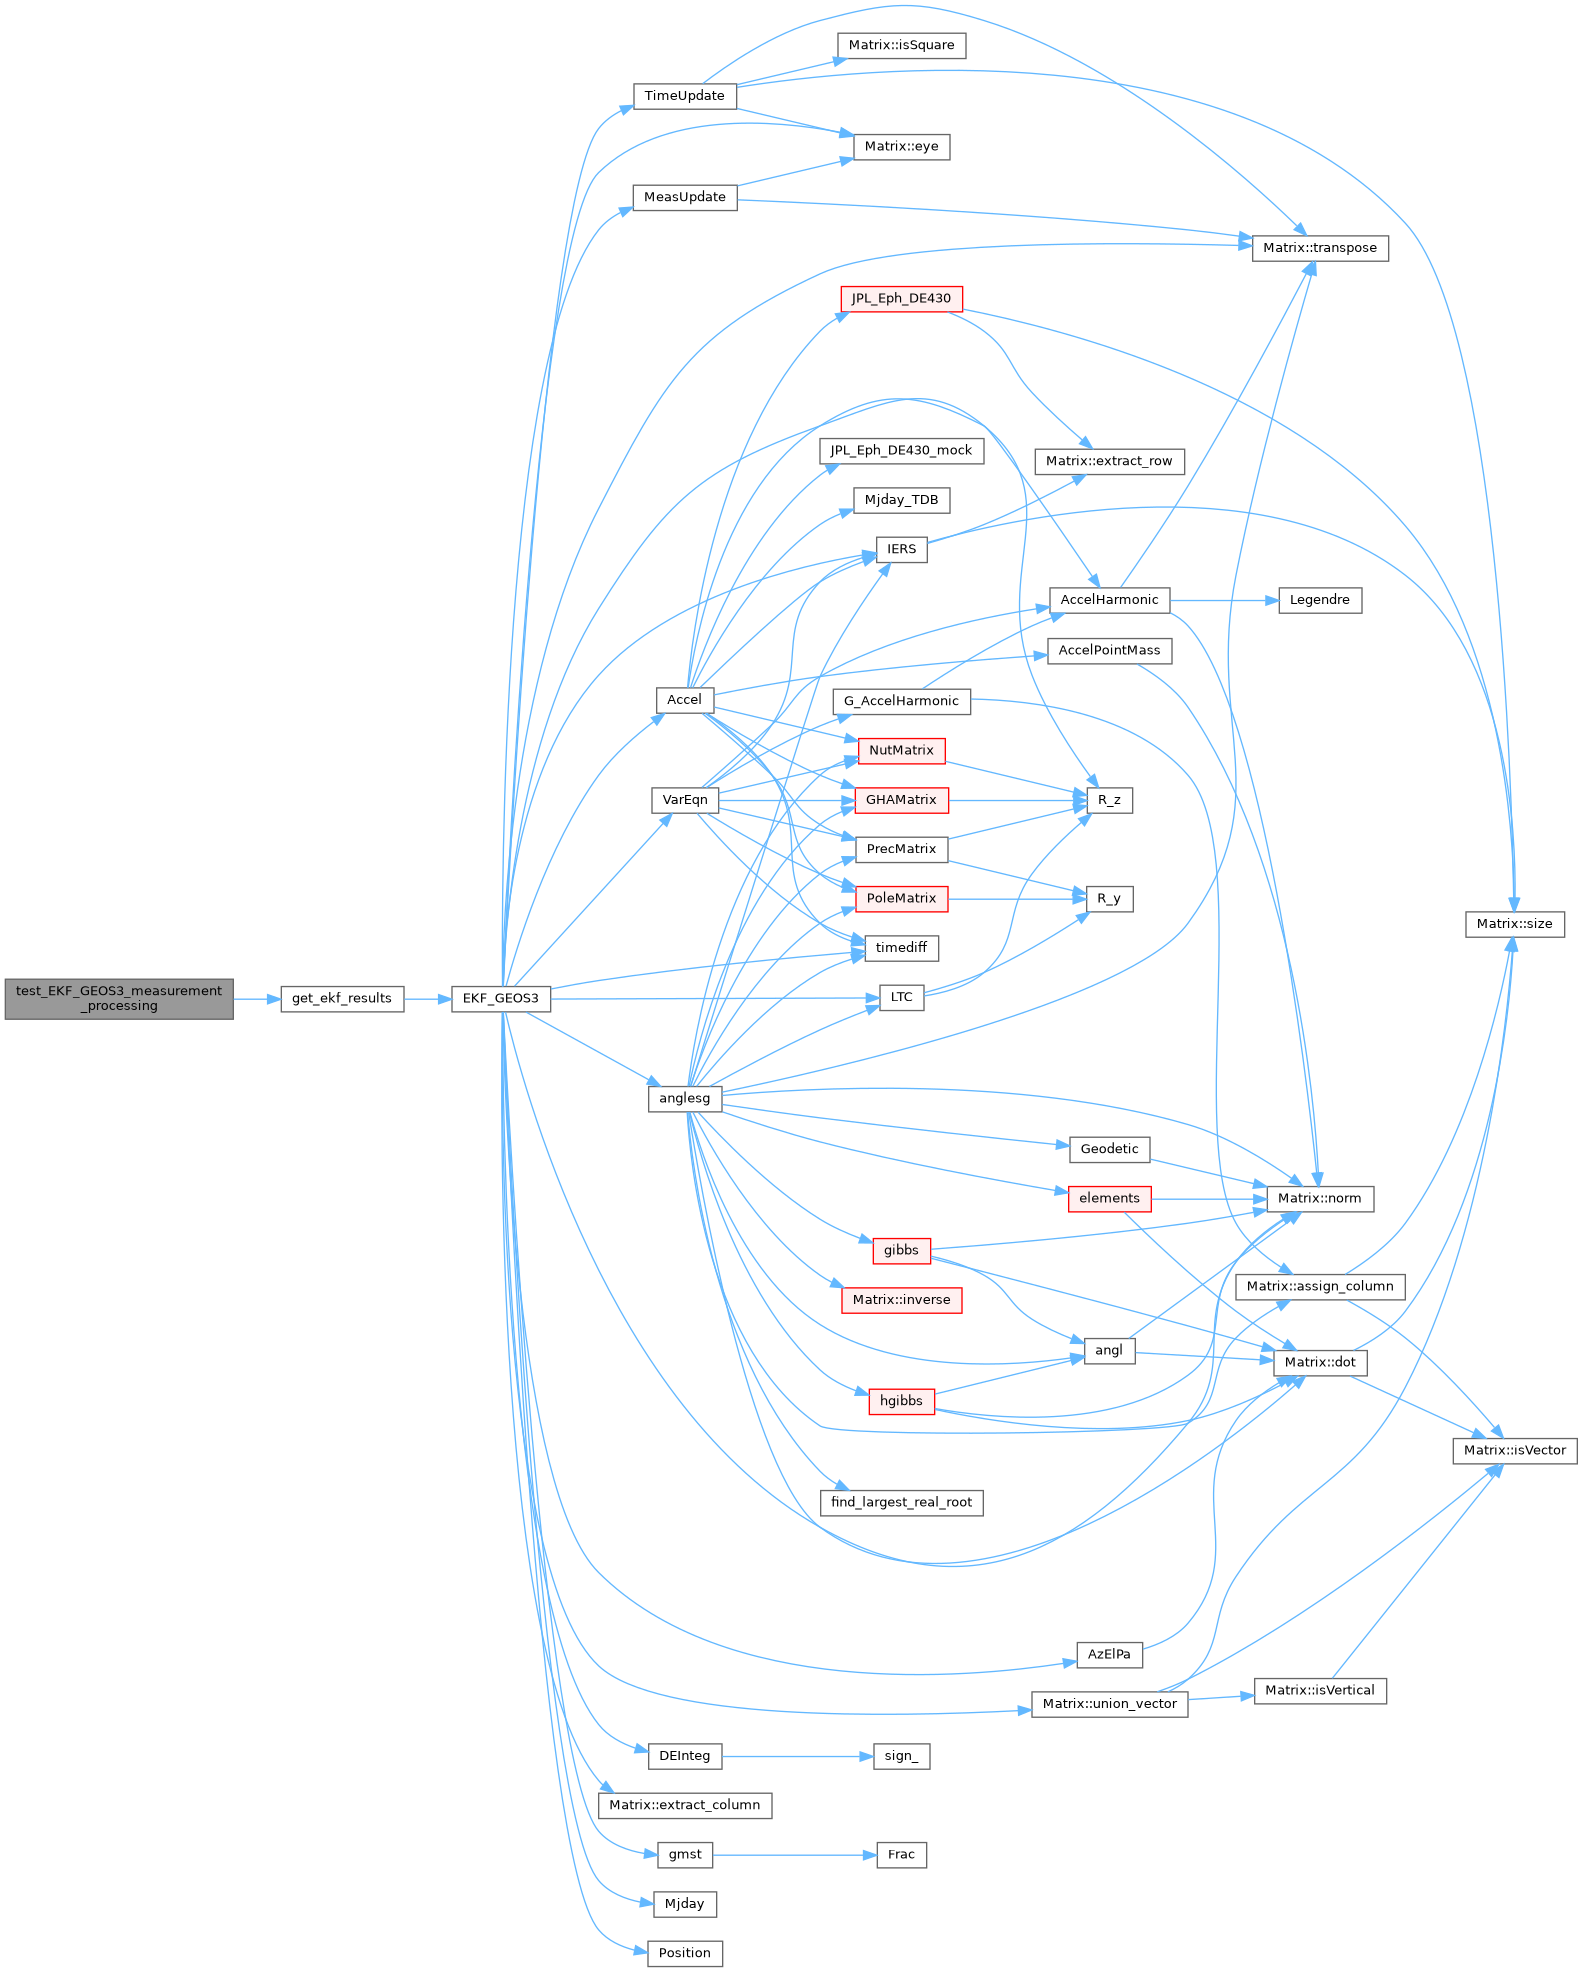 Matrix::isSquare
TimeUpdate
Matrix::eye
MeasUpdate
Matrix::transpose
JPL_Eph_DE430
JPL_Eph_DE430_mock
Matrix::extract_row
Mjday_TDB
IERS
AccelHarmonic
Legendre
AccelPointMass
Accel
G_AccelHarmonic
NutMatrix
VarEqn
GHAMatrix
R_z
PrecMatrix
PoleMatrix
R_y
Matrix::size
timediff
test_EKF_GEOS3_measurement
_processing
get_ekf_results
EKF_GEOS3
LTC
anglesg
Geodetic
elements
Matrix::norm
gibbs
Matrix::assign_column
Matrix::inverse
angl
Matrix::dot
hgibbs
Matrix::isVector
find_largest_real_root
AzElPa
Matrix::isVertical
Matrix::union_vector
DEInteg
sign_
Matrix::extract_column
gmst
Frac
Mjday
Position